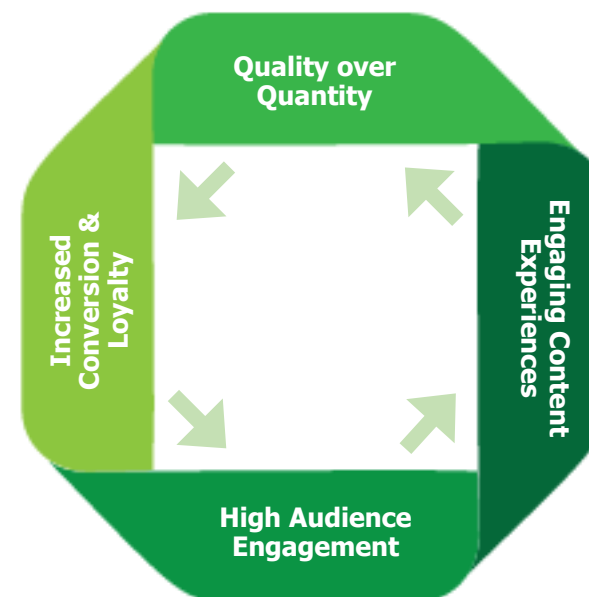 Quality over
Quantity
Increased
Conversion &
Loyalty
Engaging Content
Experiences
High Audience
Engagement